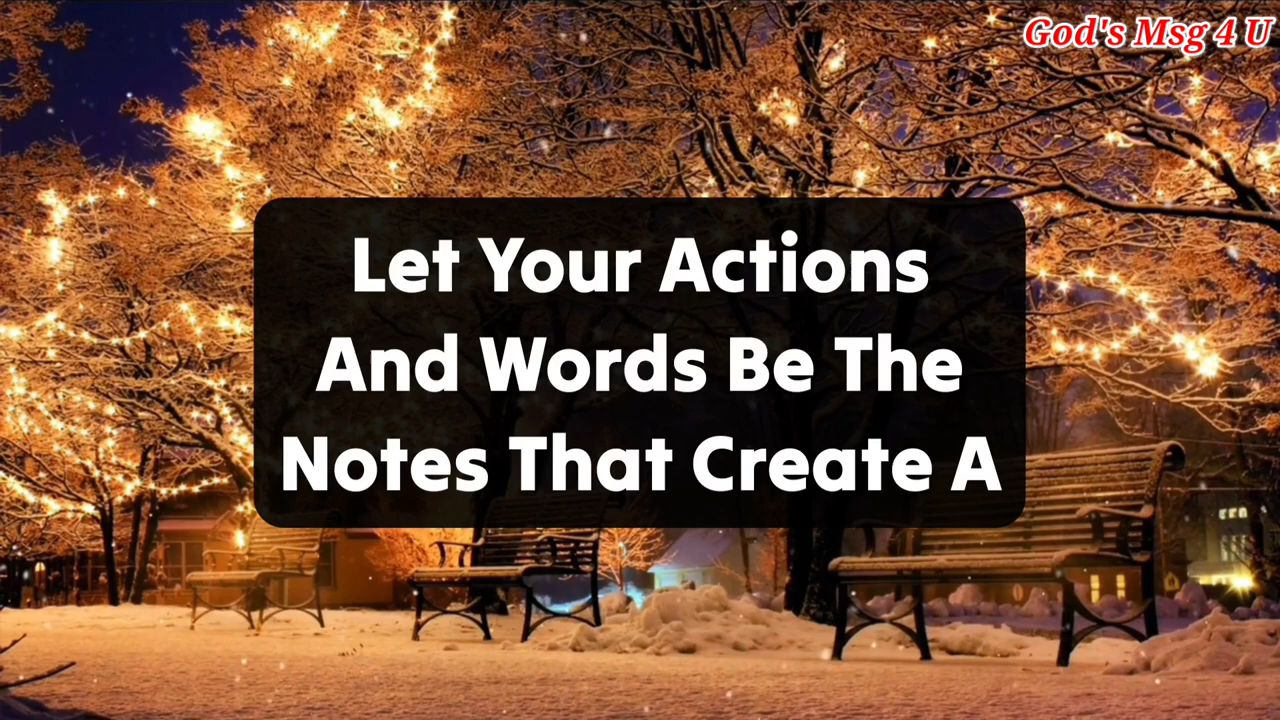 God's Msg 4 U
Let Your Actions
And Words Be The
Notes That Create A